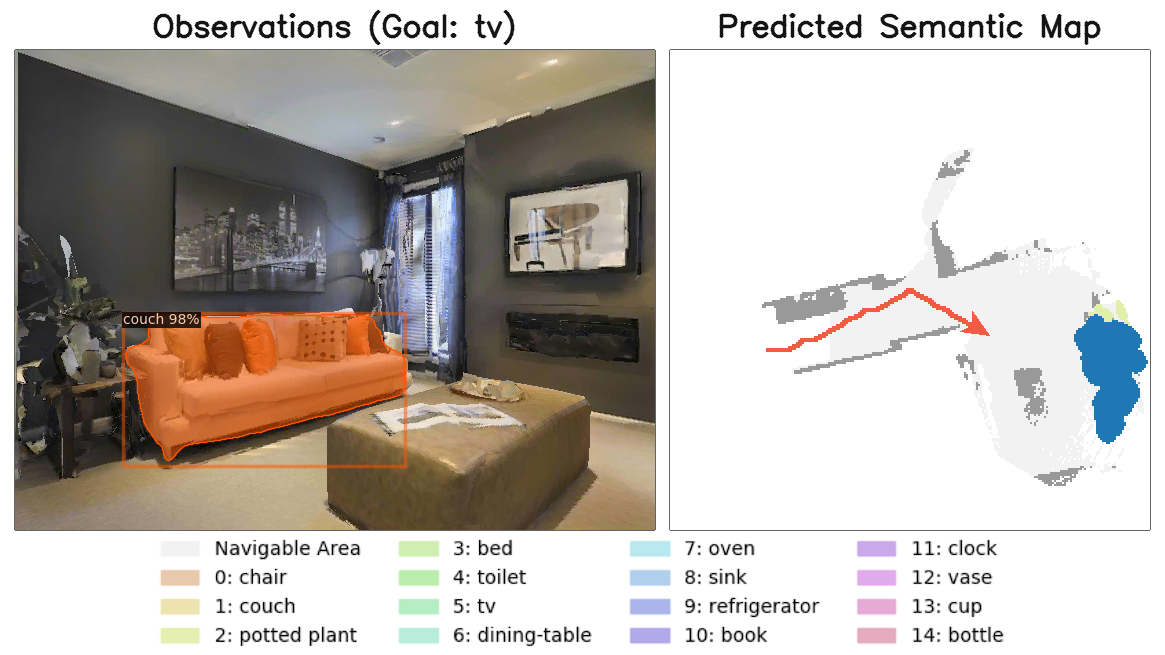 Observations (Goal: tv)
Predicted Semantic Map
couch 98%
Navigable Area
0: chair
1: couch
2: potted plant
3: bed
4: toilet
5: tv
6: dining-table
7: oven
8: sink
9: refrigerator
10: book
11: clock
12: vase
13: cup
14: bottle